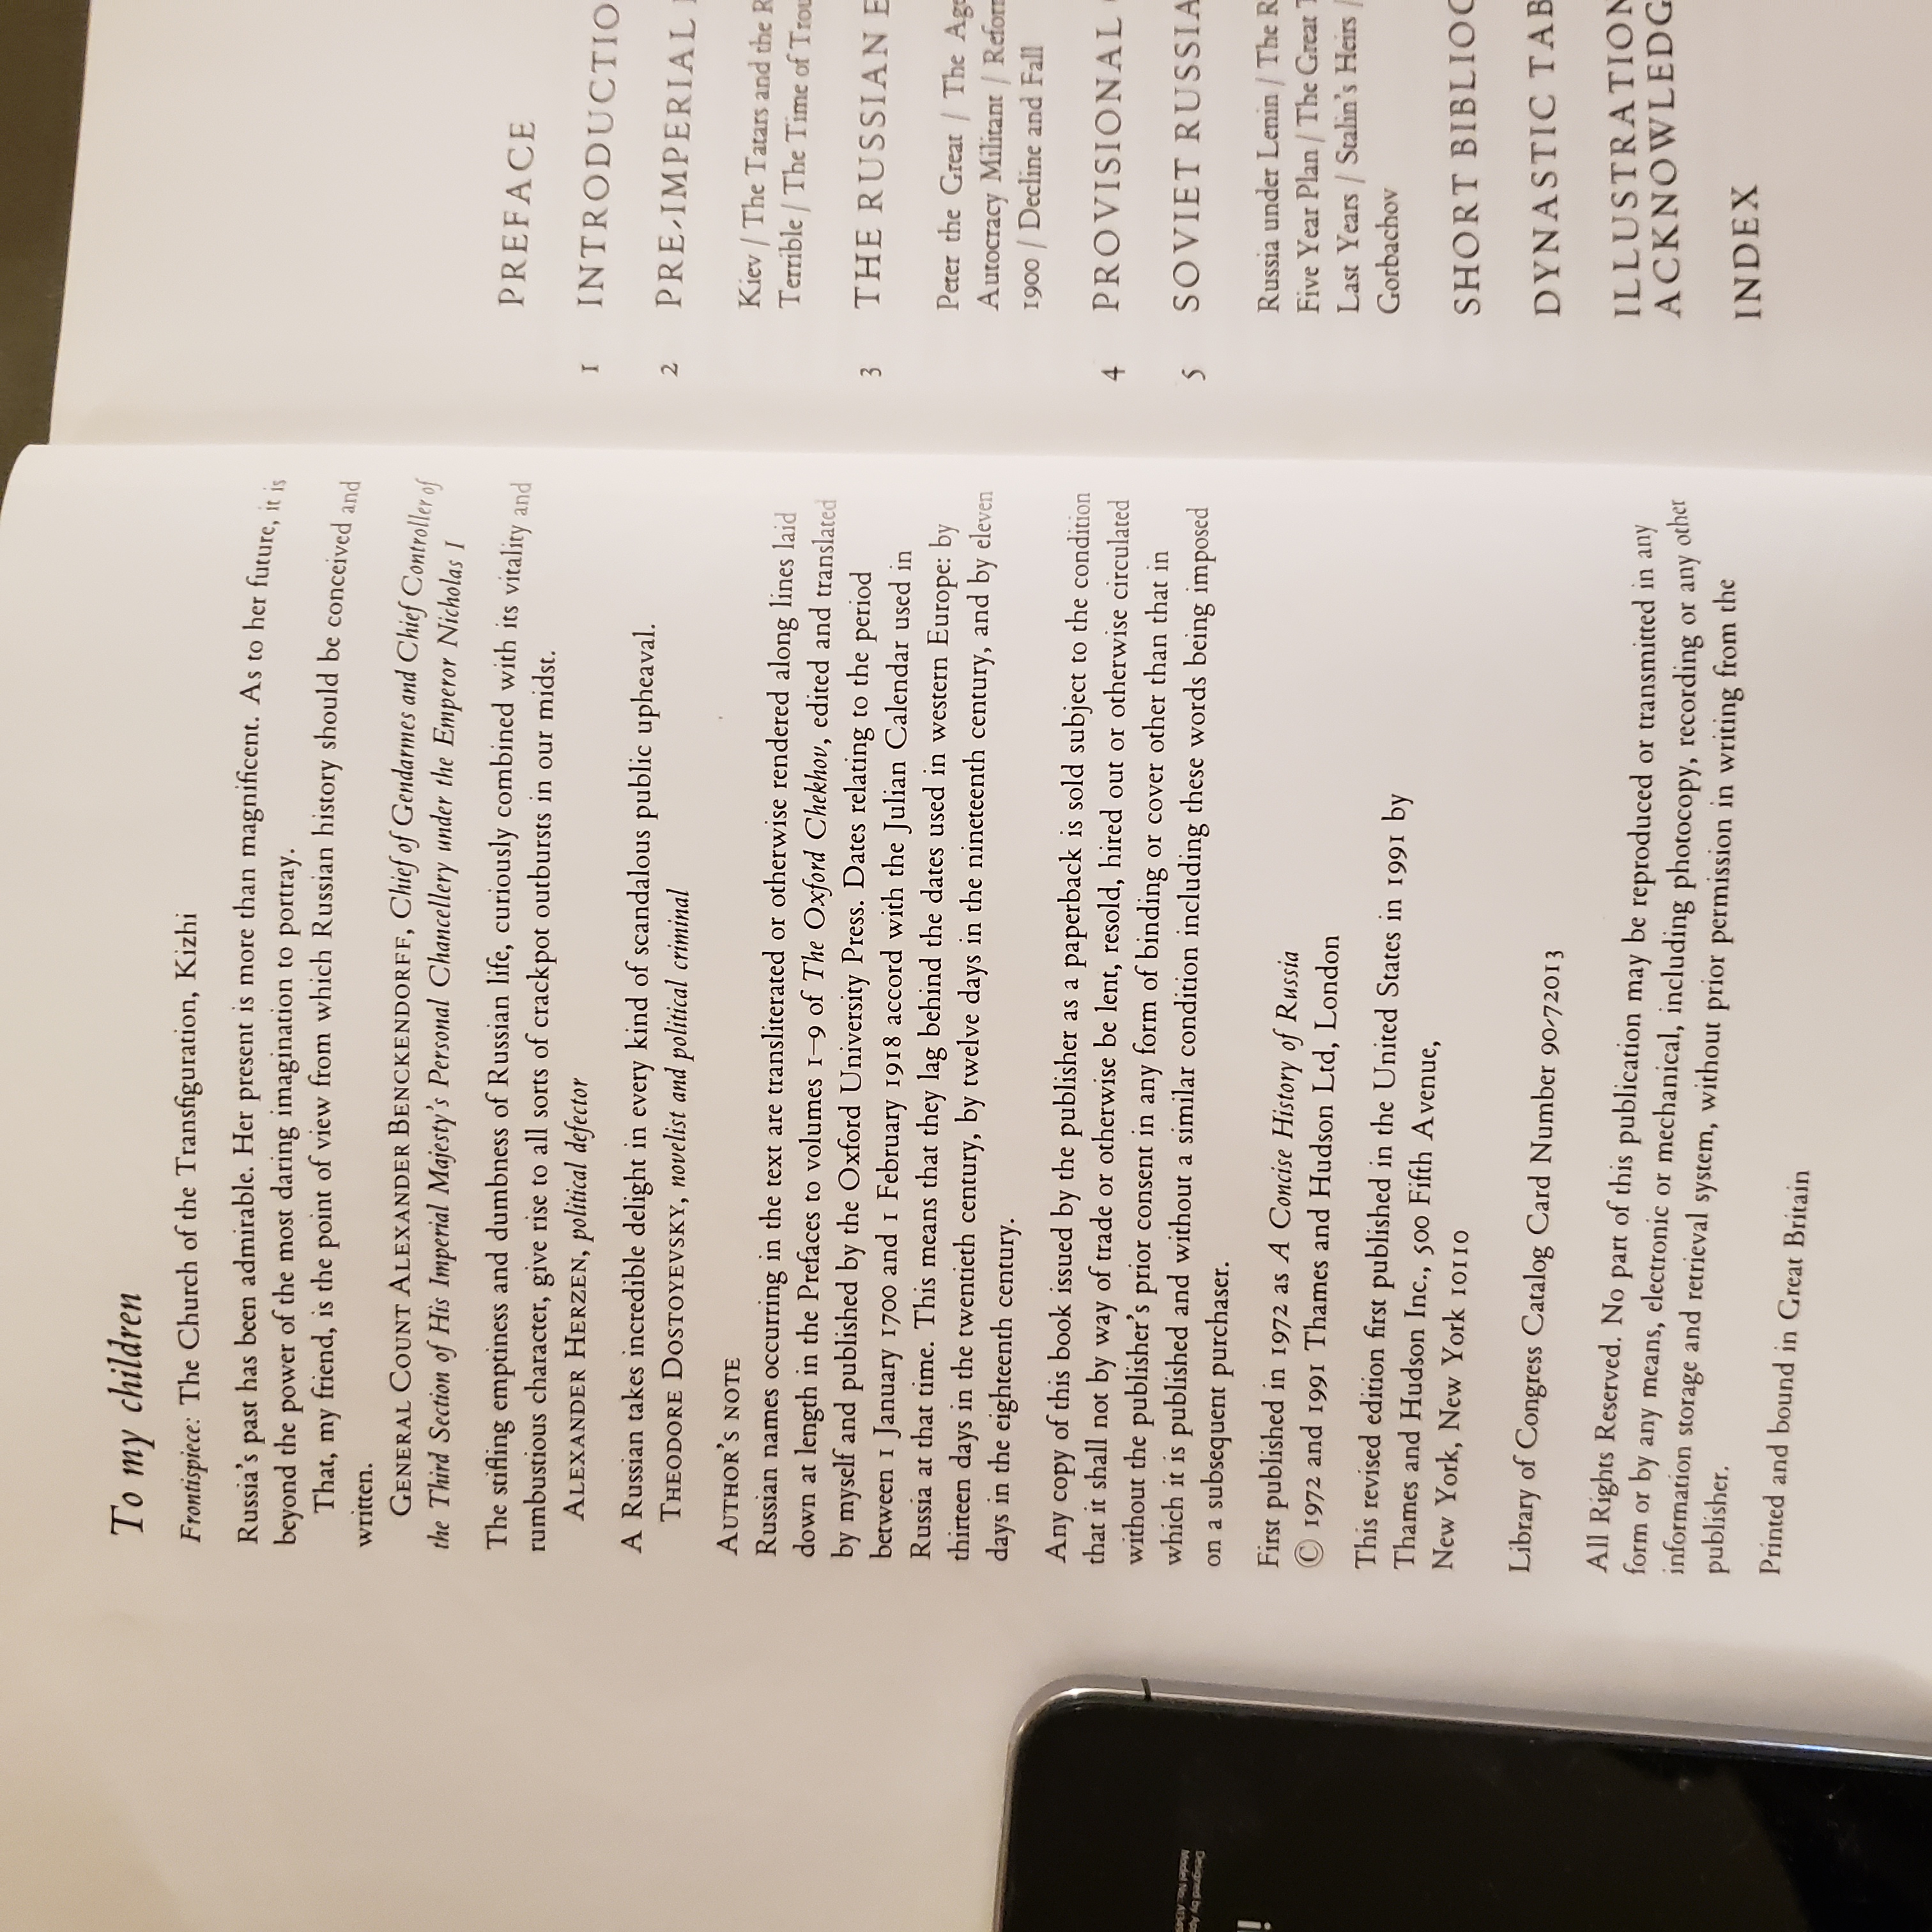 To my children
Frontispiece: The Church of the Transfiguration, Kizhi
Russia's past has been admirable. Her present is more than magnificent. As to her future, it is
beyond the power of the most daring imagination to portray.
That, my friend, is the point of view from which Russian history should be conceived and
written.
GENERAL COUNT ALEXANDER BENCKENDORFF, Chief of Gendarmes and Chief Controller of
the Third Section of His Imperial Majesty's Personal Chancellery under the Emperor Nicholas I
The stifling emptiness and dumbness of Russian life, curiously combined with its vitality and
rumbustious character, give rise to all sorts of crackpot outbursts in our midst.
ALEXANDER HERZEN, political defector
A Russian takes incredible delight in every kind of scandalous public upheaval.
THEODORE DOSTOYEVSKY, novelist and political criminal
AUTHOR'S NOTE
Russian names occurring in the text are transliterated or otherwise rendered along lines laid
down at length in the Prefaces to volumes 1–9 of The Oxford Chekhov, edited and translated
by myself and published by the Oxford University Press. Dates relating to the period
between 1 January 1700 and 1 February 1918 accord with the Julian Calendar used in
Russia at that time. This means that they lag behind the dates used in western Europe: by
thirteen days in the twentieth century, by twelve days in the nineteenth century, and by eleven
days in the eighteenth century.
Any copy of this book issued by the publisher as a paperback is sold subject to the condition
that it shall not by way of trade or otherwise be lent, resold, hired out or otherwise circulated
without the publisher's prior consent in any form of binding or cover other than that in
which it is published and without a similar condition including these words being imposed
on a subsequent purchaser.
First published in 1972 as A Concise History of Russia
© 1972 and 1991 Thames and Hudson Ltd, London
This revised edition first published in the United States in 1991 by
Thames and Hudson Inc., 500 Fifth Avenue,
New York, New York 10110
Library of Congress Catalog Card Number 90-72013
All Rights Reserved. No part of this publication may be reproduced or transmitted in any
form or by any means, electronic or mechanical, including photocopy, recording or any other
information storage and retrieval system, without prior permission in writing from the
publisher.
Printed and bound in Great Britain
PREFACE
1 INTRODUCTIO
2 PRE-IMPERIAL
Kiev / The Tatars and the R
Terrible / The Time of Trou
3 THE RUSSIAN E
Peter the Great / The Age
Autocracy Militant / Refor
1900 / Decline and Fall
4 PROVISIONAL
5 SOVIET RUSSIA
Russia under Lenin / The R
Five Year Plan / The Great
Last Years / Stalin's Heirs /
Gorbachov
SHORT BIBLIO
DYNASTIC TAB
ILLUSTRATION
ACKNOWLEDG
INDEX
Designed by
Model No.